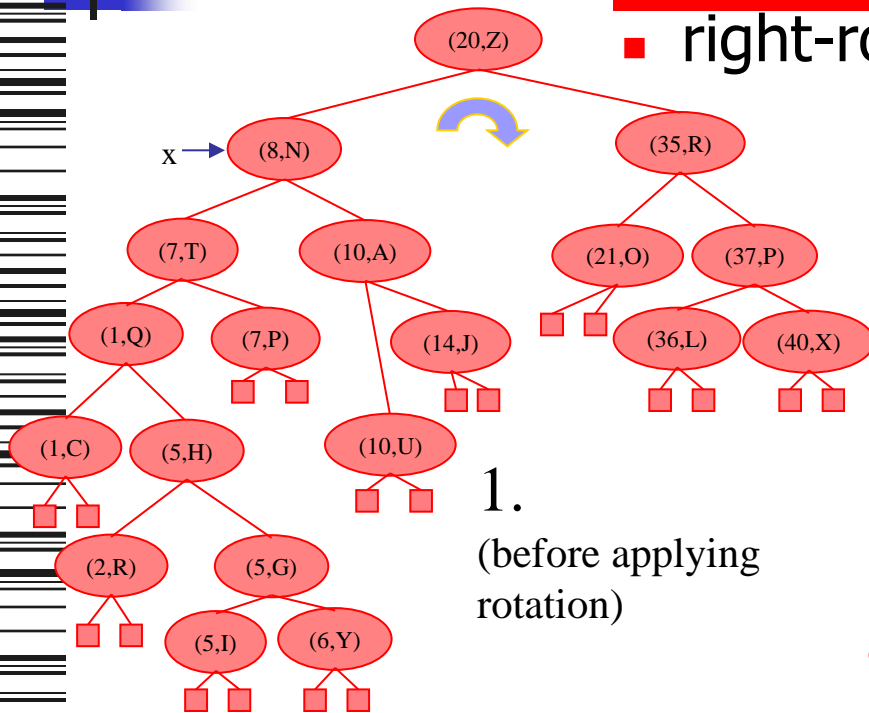 (20,Z)
■ right-ro
x
(8,N)
(35,R)
(7,T)
(10,A)
(21,O)
(37,P)
(1,Q)
(7,P)
(14,J)
(36,L)
(40,X)
(1,C)
(5,H)
(10,U)
1.
(before applying
rotation)
(2,R)
(5,G)
(5,I)
(6,Y)